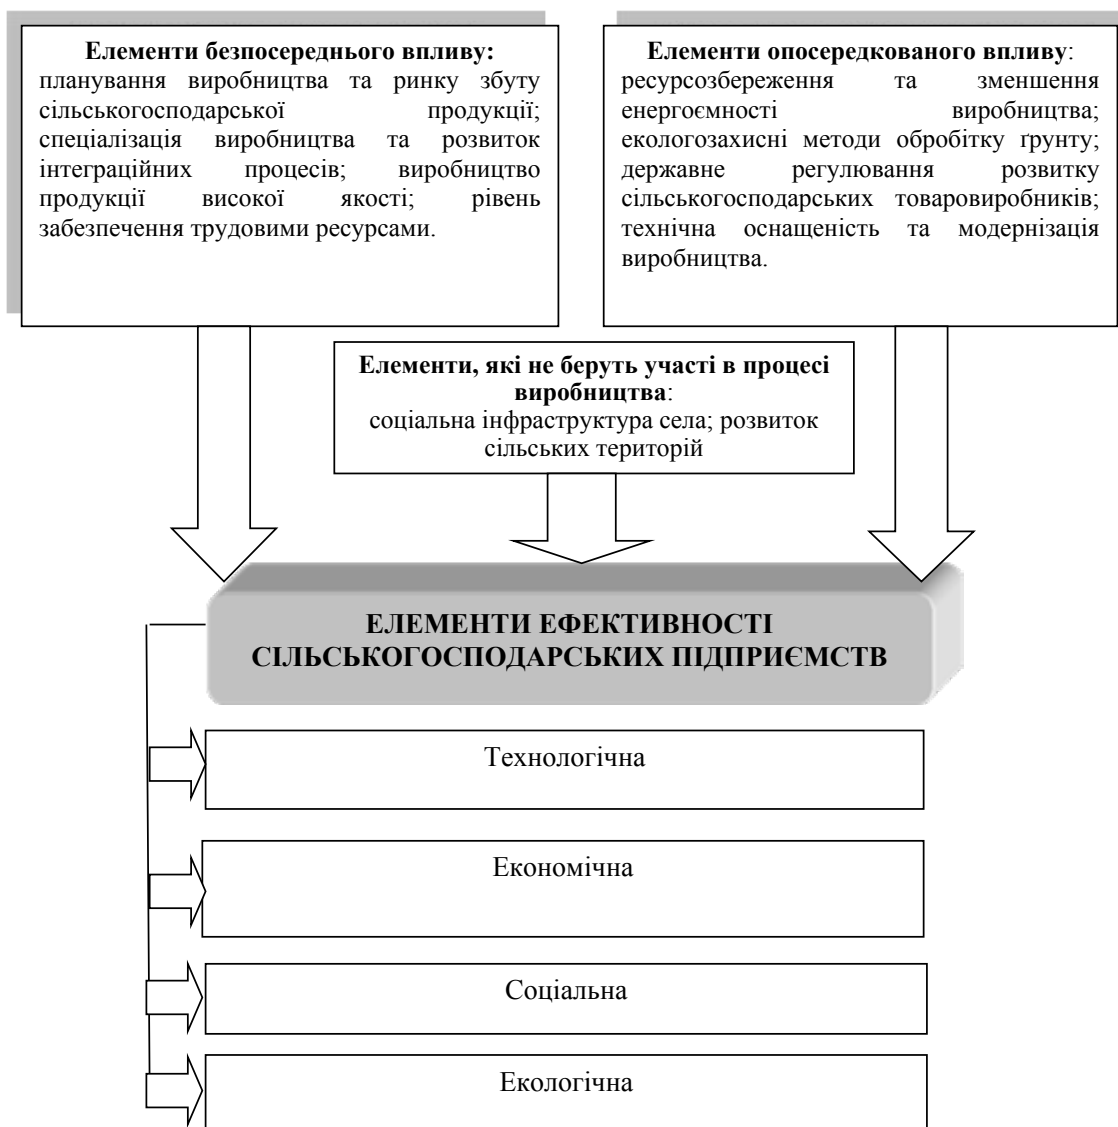 Елементи безпосереднього впливу:
планування виробництва та ринку збуту
сільськогосподарської продукції;
спеціалізація виробництва та розвиток
інтеграційних процесів; виробництво
продукції високої якості; рівень
забезпечення трудовими ресурсами.
Елементи опосередкованого впливу:
ресурсозбереження та зменшення
енергоємності виробництва;
екологозахисні методи обробітку ґрунту;
державне регулювання розвитку
сільськогосподарських товаровиробників;
технічна оснащеність та модернізація
виробництва.
Елементи, які не беруть участі в процесі
виробництва:
соціальна інфраструктура села; розвиток
сільських територій
ЕЛЕМЕНТИ ЕФЕКТИВНОСТІ
СІЛЬСЬКОГОСПОДАРСЬКИХ ПІДПРИЄМСТВ
Технологічна
Економічна
Соціальна
Екологічна